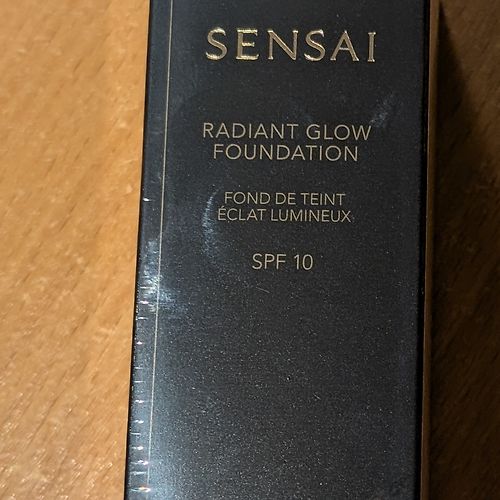 SENSAI
RADIANT GLOW
FOUNDATION
FOND DE TEINT
ÉCLAT LUMINEUX
SPF 10